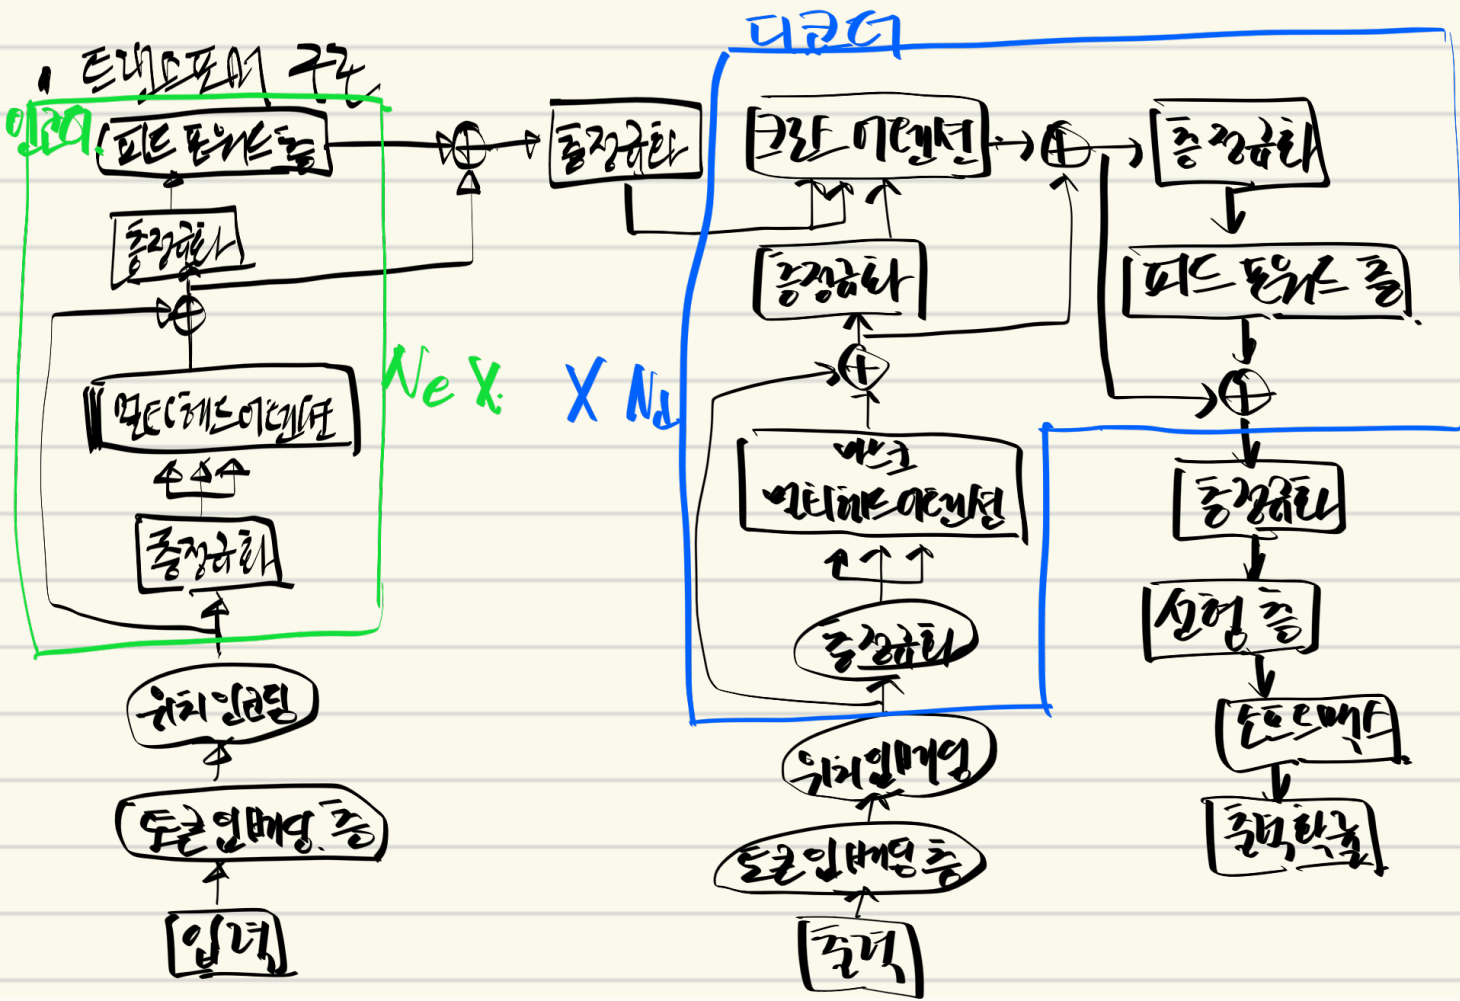 트랜스포머 구조
인코더
피드 포워드 층
층정규화
멀티헤드어텐션
층정규화
Ne X
위치인코딩
토큰임베딩 층
입력
층정규화
디코더
크로스 어텐션
층정규화
X Nd
마스크
멀티헤드어텐션
층정규화
위치임베딩
토큰임베딩층
출력
층정규화
피드 포워드 층
층정규화
선형 층
소프트맥스
출력확률